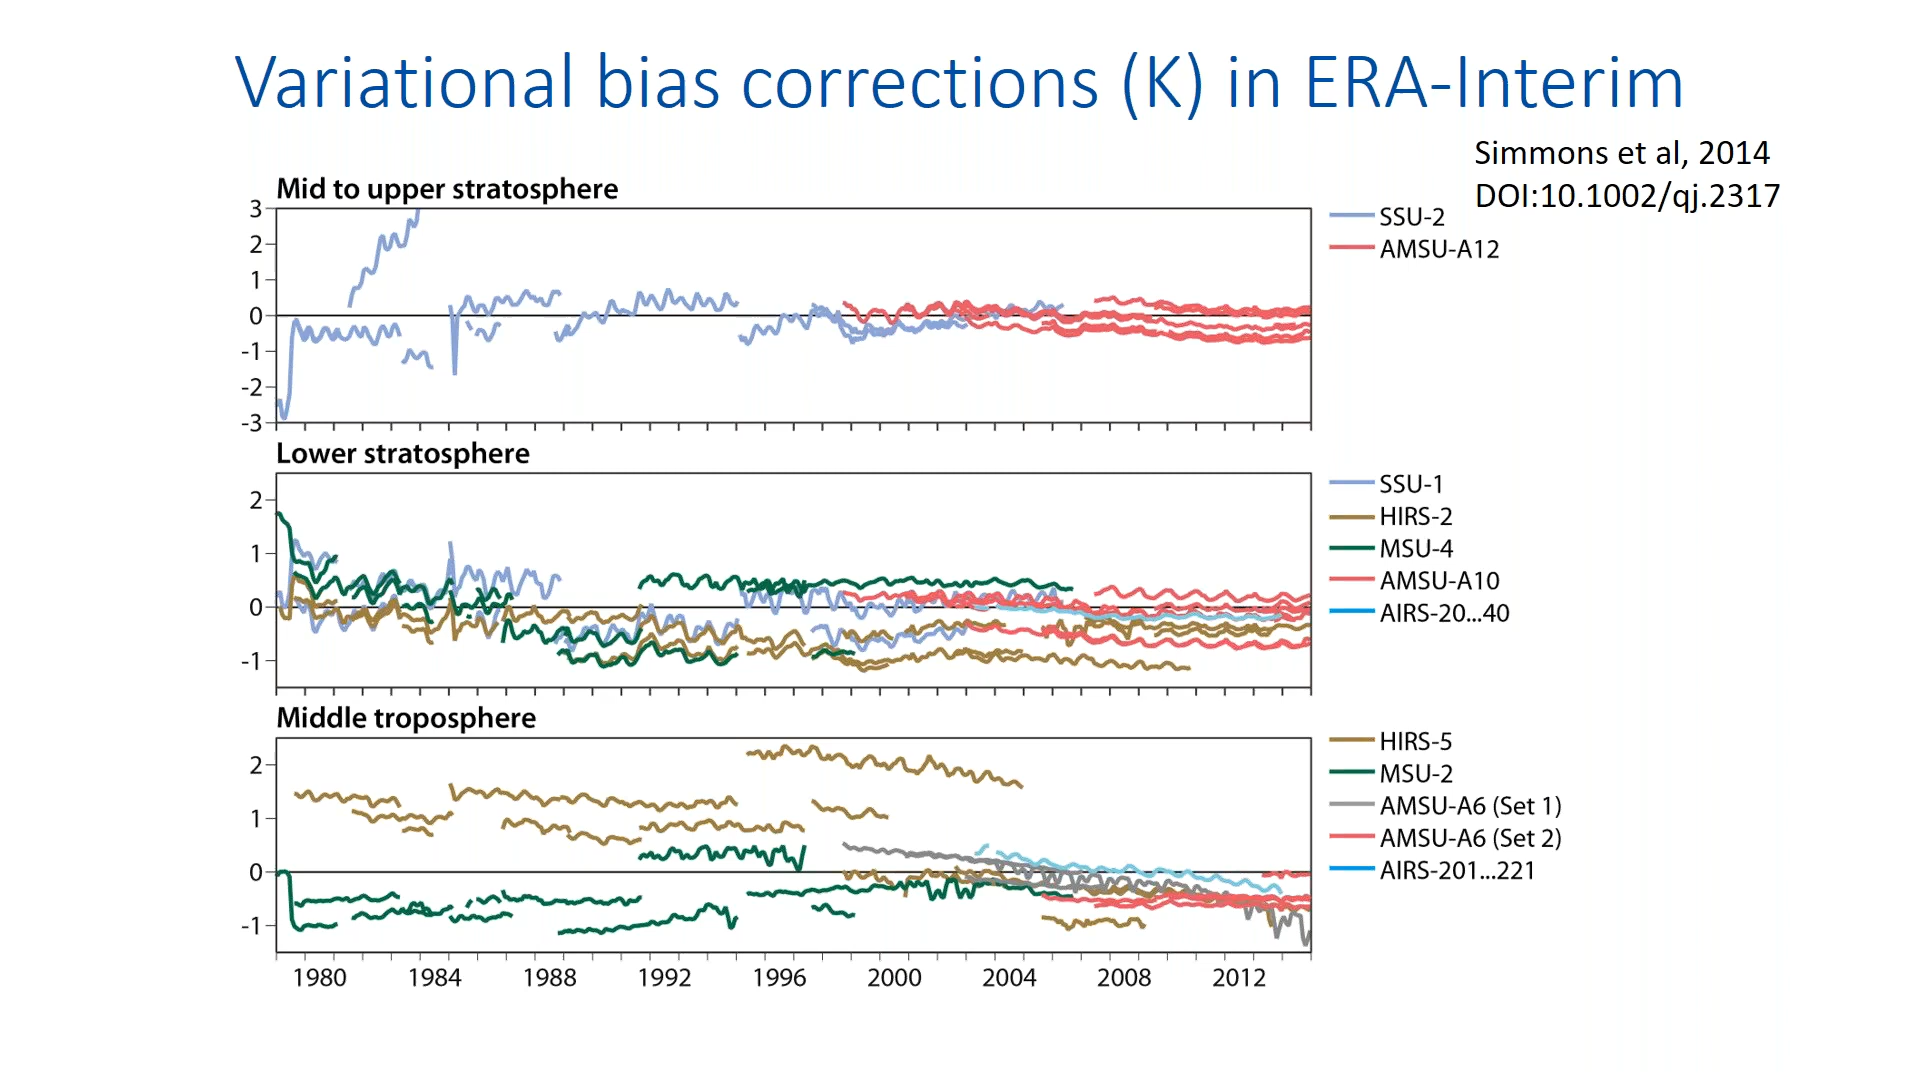 Variational bias corrections (K) in ERA-Interim
Simmons et al, 2014
DOI:10.1002/qj.2317
Mid to upper stratosphere
3
2
1
0
-1
-2
-3
SSU-2
AMSU-A12
Lower stratosphere
2
1
0
-1
SSU-1
HIRS-2
MSU-4
AMSU-A10
AIRS-20...40
Middle troposphere
2
1
0
-1
HIRS-5
MSU-2
AMSU-A6 (Set 1)
AMSU-A6 (Set 2)
AIRS-201...221
1980 1984 1988 1992 1996 2000 2004 2008 2012